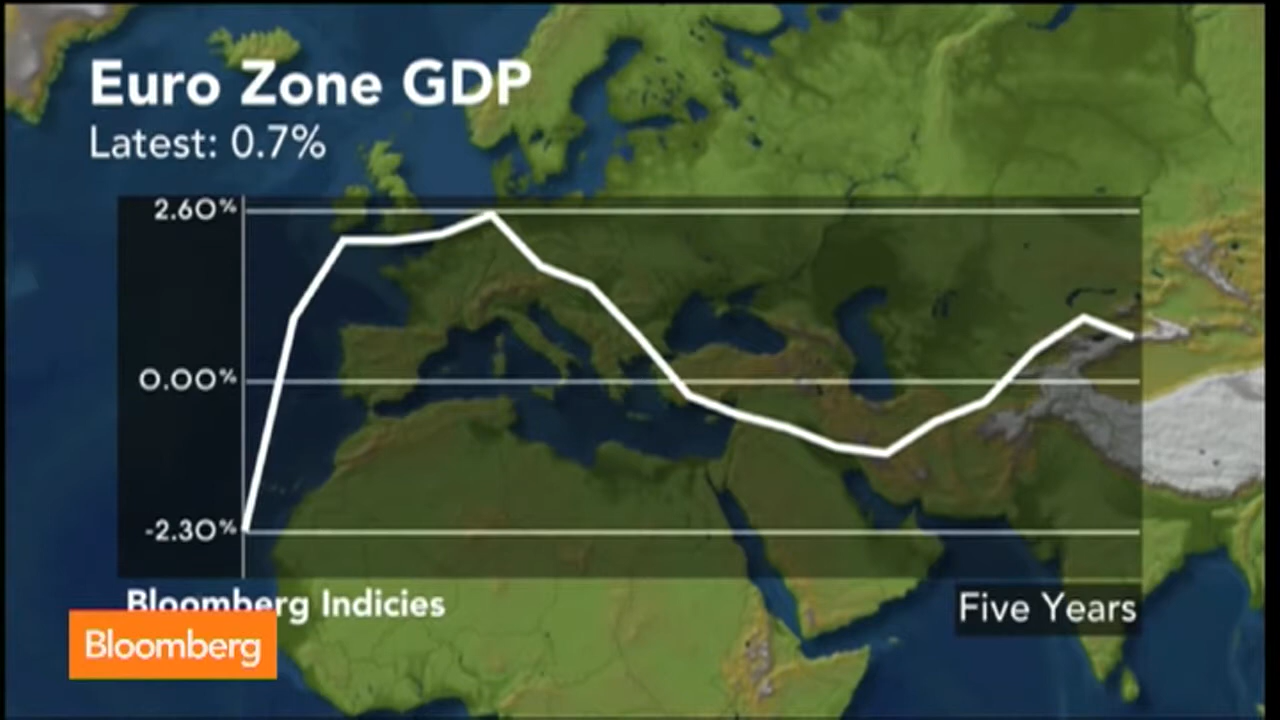 Euro Zone GDP
Latest: 0.7%
2.60%
0.00%
-2.30%
Bloomberg Indicies
Five Years
Bloomberg